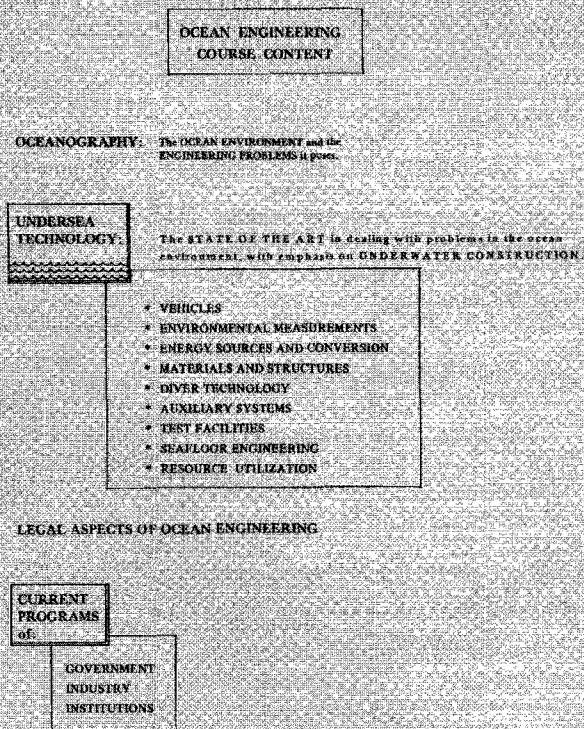 OCEAN ENGINEERING
COURSE CONTENT
OCEANOGRAPHY: The OCEAN ENVIRONMENT and the
ENGINEERING PROBLEMS it poses.
UNDERSEA
TECHNOLOGY:
The STATE OF THE ART in dealing with problems in the ocean
environment, with emphasis on UNDERWATER CONSTRUCTION.
* VEHICLES
* ENVIRONMENTAL MEASUREMENTS
* ENERGY SOURCES AND CONVERSION
* MATERIALS AND STRUCTURES
* DIVER TECHNOLOGY
* AUXILIARY SYSTEMS
* TEST FACILITIES
* SEAFLOOR ENGINEERING
* RESOURCE UTILIZATION
LEGAL ASPECTS OF OCEAN ENGINEERING
CURRENT
PROGRAMS
of:
GOVERNMENT
INDUSTRY
INSTITUTIONS